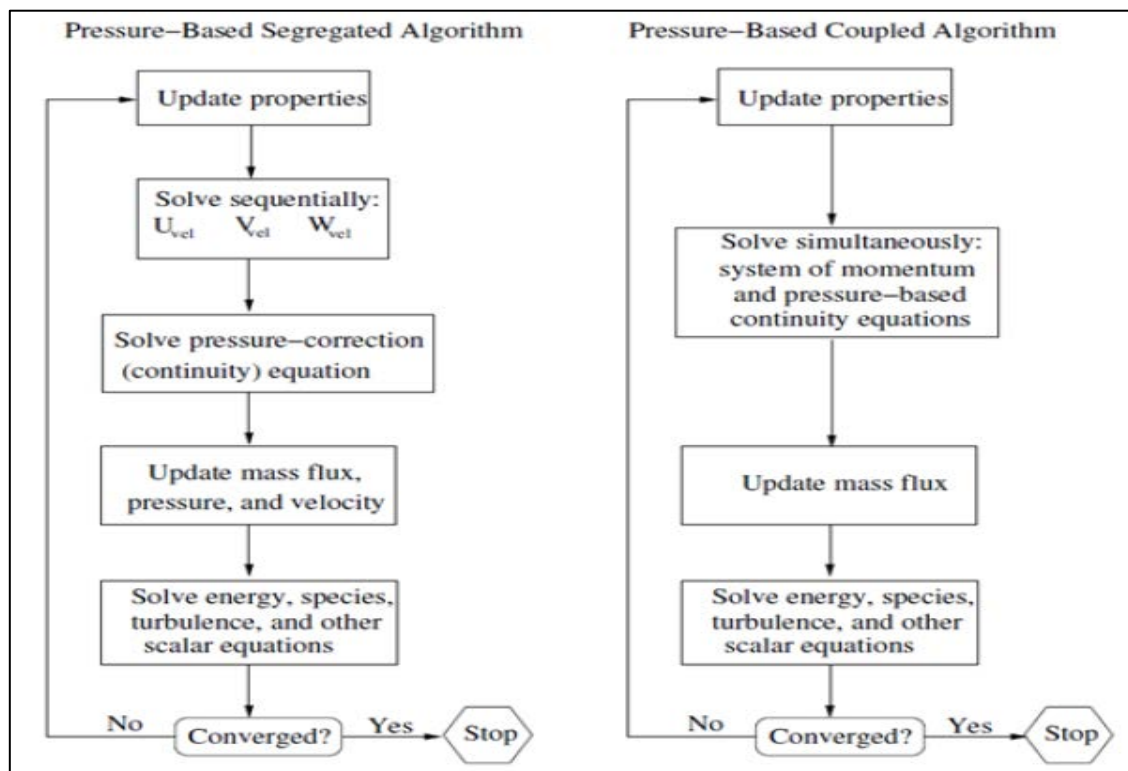 Pressure-Based Segregated Algorithm
Update properties
Solve sequentially:
Uvel Vvel Wvel
Solve pressure-correction
(continuity) equation
Update mass flux,
pressure, and velocity
Solve energy, species,
turbulence, and other
scalar equations
No
Converged?
Yes
Stop
Pressure-Based Coupled Algorithm
Update properties
Solve simultaneously:
system of momentum
and pressure-based
continuity equations
Update mass flux
Solve energy, species,
turbulence, and other
scalar equations
No
Converged?
Yes
Stop